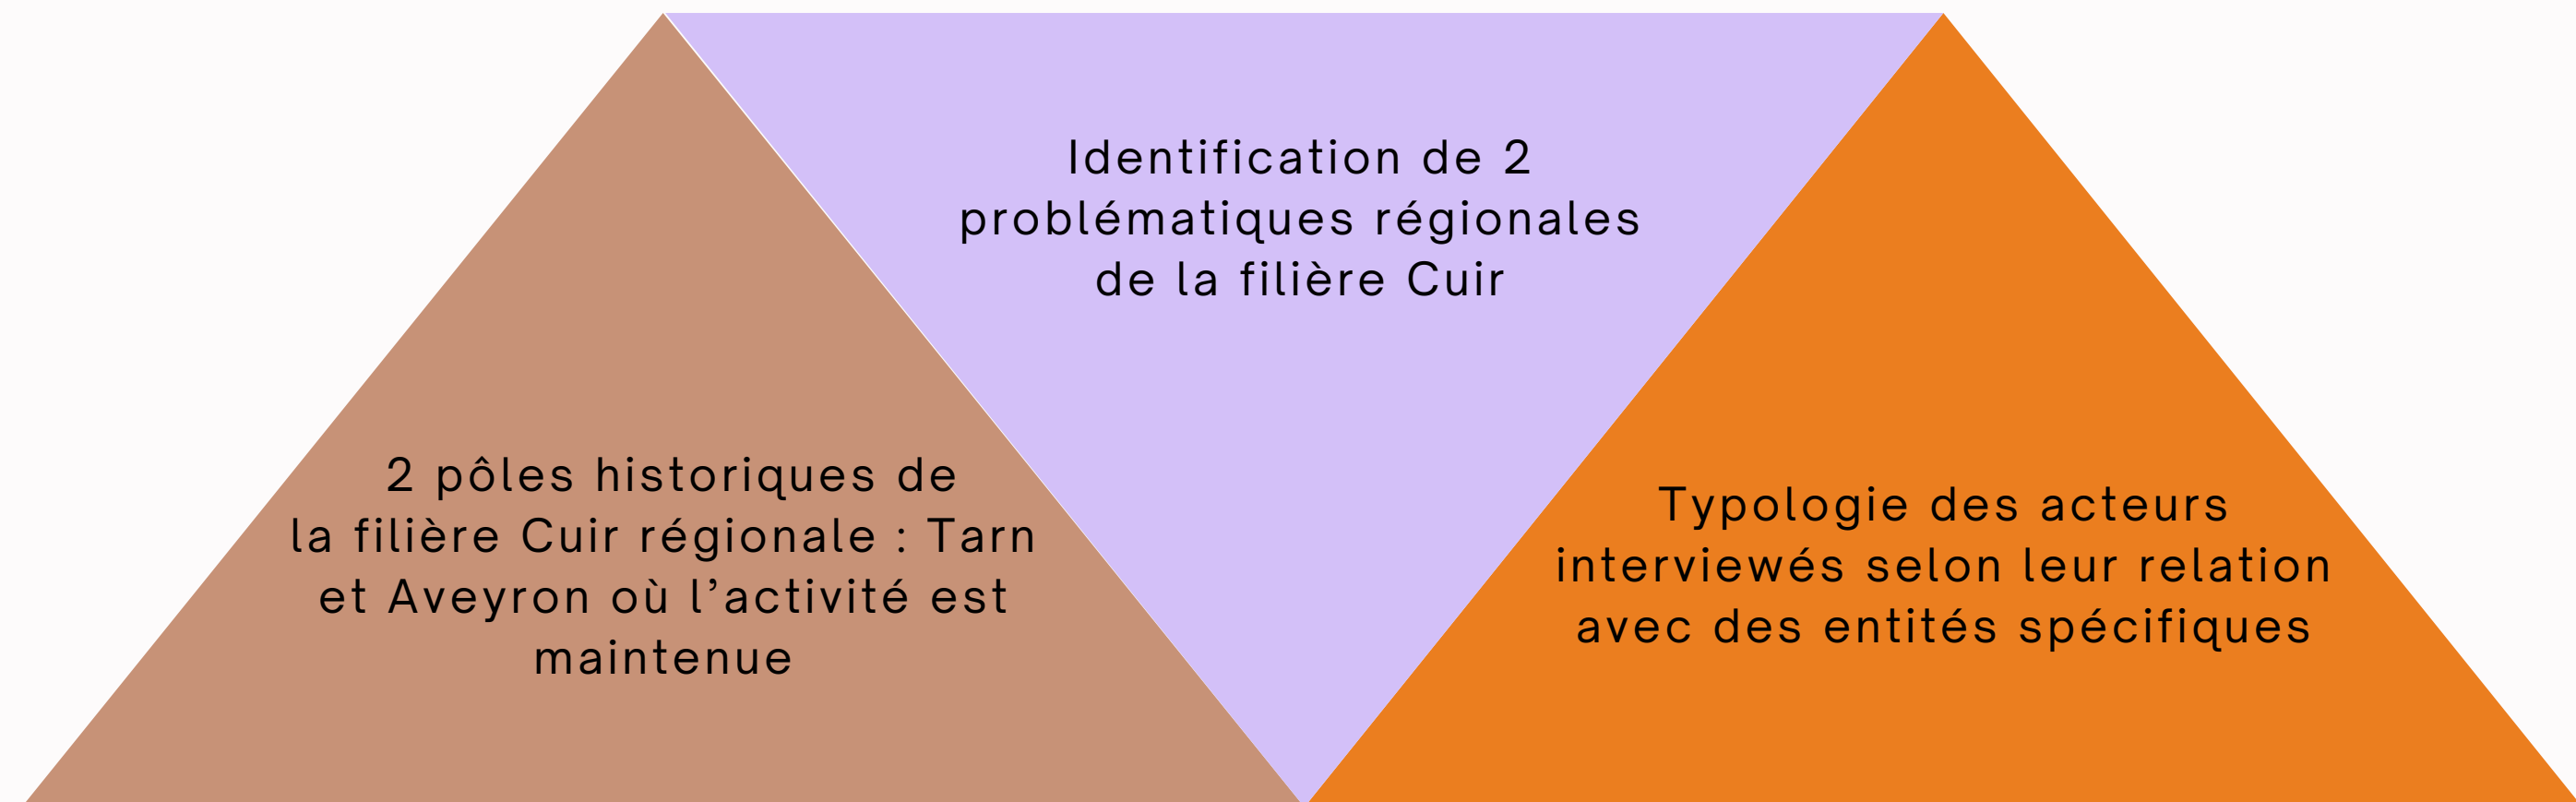 2 pôles historiques de
la filière Cuir régionale : Tarn
et Aveyron où l’activité est
maintenue
Identification de 2
problématiques régionales
de la filière Cuir
Typologie des acteurs
interviewés selon leur relation
avec des entités spécifiques